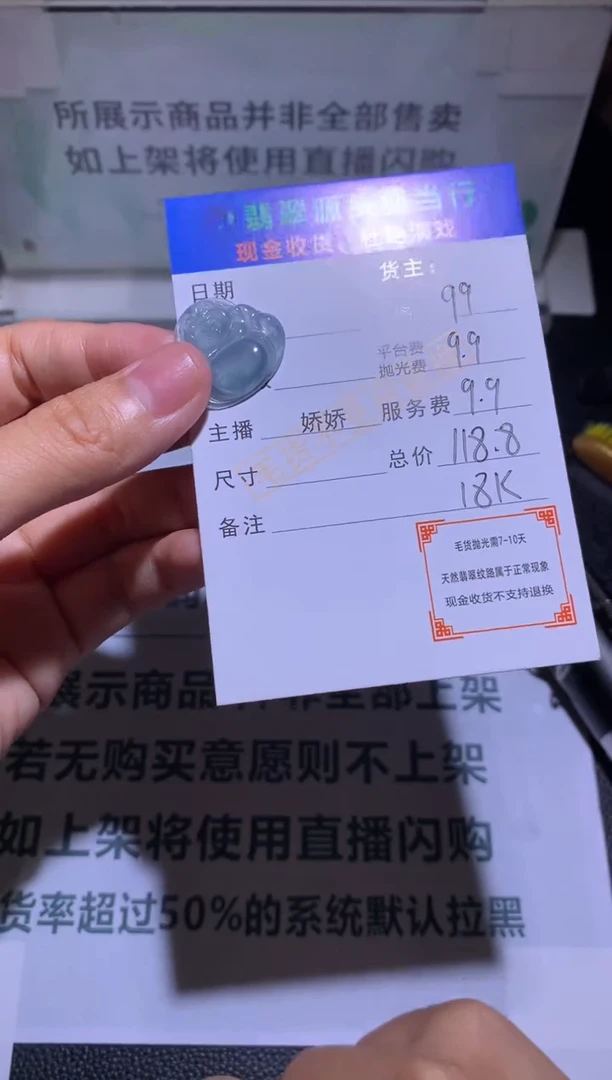 所展示商品并非全部售卖
如上架将使用直播闪购
翡翠源
当行
现金收货
货主:
日期
99
平台费
抛光费
9.9
主播 娇娇 服务费 9.9
尺寸 总价 118.8
备注 18K
毛货抛光需7-10天
天然翡翠纹路属于正常现象
现金收货不支持退换
展示商品并非全部上架
若无购买意愿则不上架
如上架将使用直播闪购
货率超过50%的系统默认拉黑